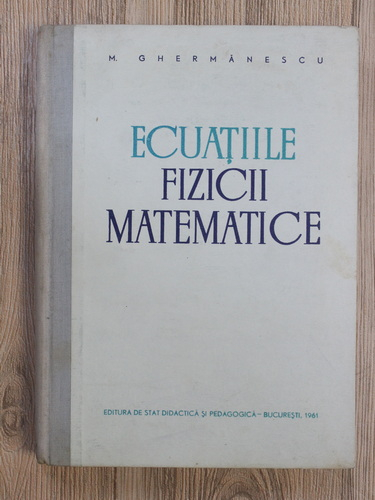 M. GHERMĂNESCU
ECUAȚIILE
FIZICII
MATEMATICE
EDITURA DE STAT DIDACTICĂ ȘI PEDAGOGICĂ – BUCUREȘTI, 1961